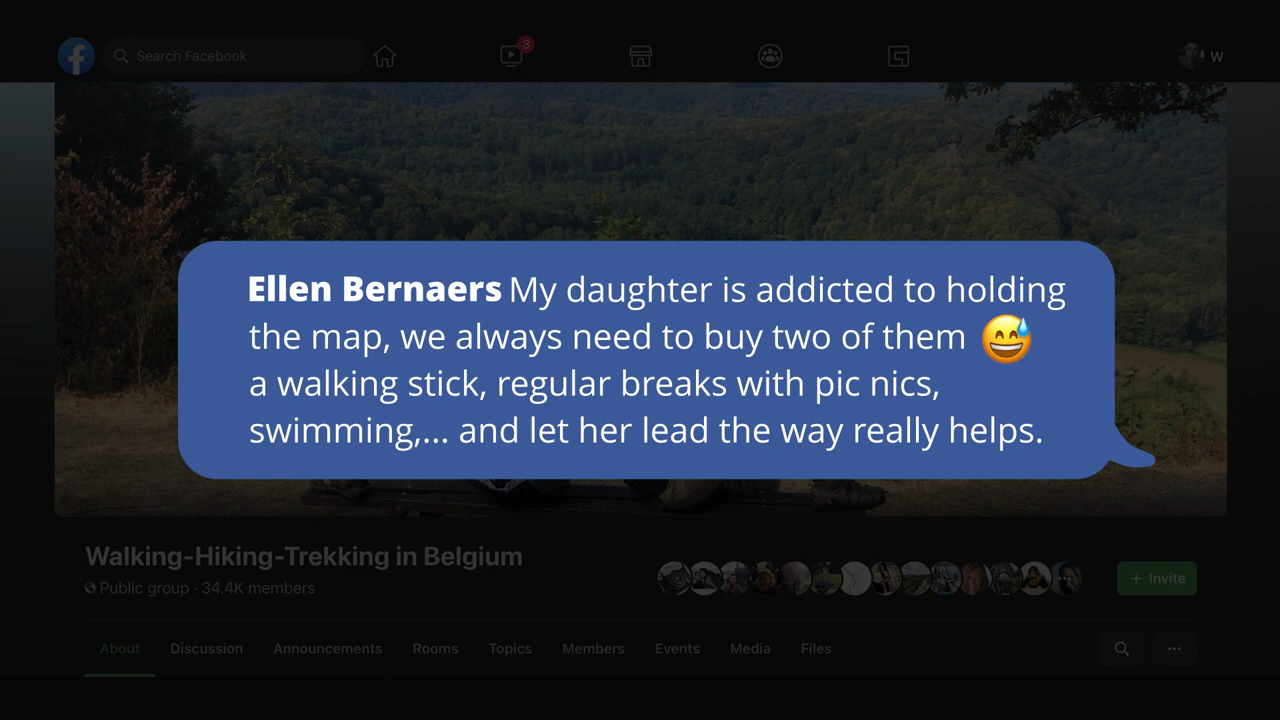 Search Facebook
3
W
Ellen Bernaers My daughter is addicted to holding
the map, we always need to buy two of them 😅
a walking stick, regular breaks with pic nics,
swimming,... and let her lead the way really helps.
Walking-Hiking-Trekking in Belgium
Public group · 34.4K members
+ Invite
About Discussion Announcements Rooms Topics Members Events Media Files